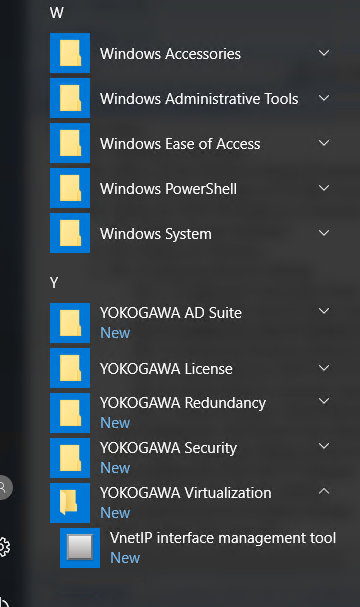 W
Windows Accessories
Windows Administrative Tools
Windows Ease of Access
Windows PowerShell
Windows System
Y
YOKOGAWA AD Suite
New
YOKOGAWA License
YOKOGAWA Redundancy
New
YOKOGAWA Security
New
YOKOGAWA Virtualization
New
VnetIP interface management tool
New